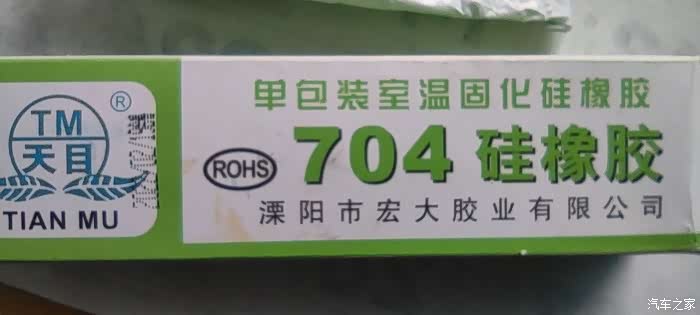 TM
天目
®
TIAN MU
单包装室温固化硅橡胶
ROHS
704 硅橡胶
溧阳市宏大胶业有限公司
汽车之家